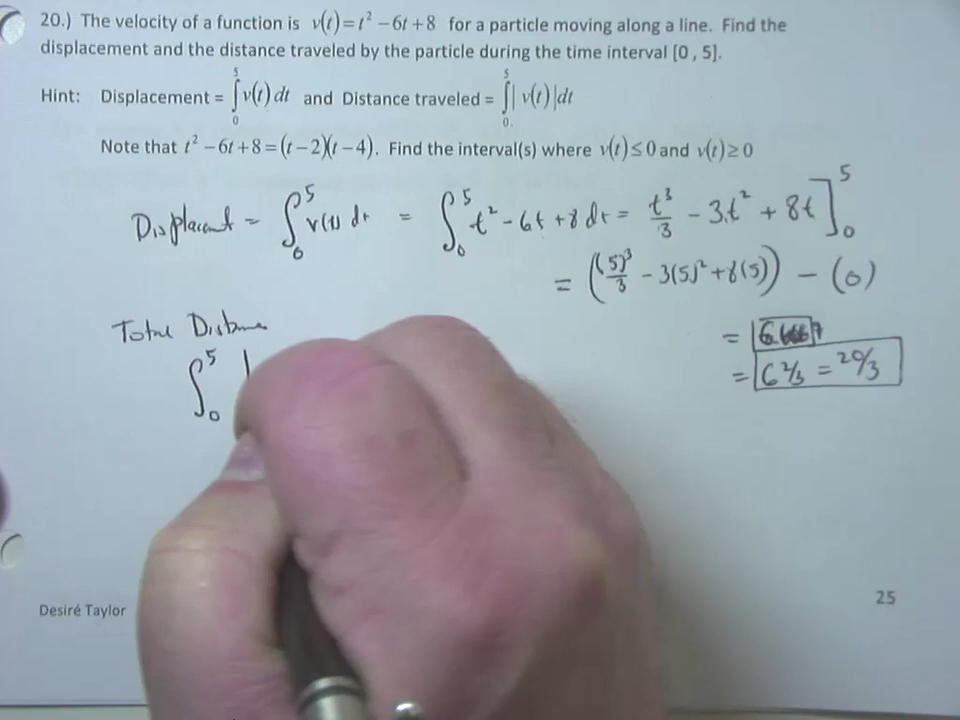 20.) The velocity of a function is v(t)=t² −6t+8 for a particle moving along a line. Find the
displacement and the distance traveled by the particle during the time interval [0 , 5].
Hint: Displacement = ∫₀⁵ v(t) dt and Distance traveled = ∫₀⁵ | v(t) |dt
Note that t² −6t+8=(t−2)(t−4). Find the interval(s) where v(t)≤0 and v(t)≥0
Displacement = ∫₀⁵ v(t) dt = ∫₀⁵ t² − 6t + 8 dt = t³/3 − 3t² + 8t ]₀⁵
= ((5)³/3 − 3(5)² + 8(5)) − (0)
Total Distance
= 6.6667
∫₀⁵ |
= 6 2/3 = 20/3
Desiré Taylor
25